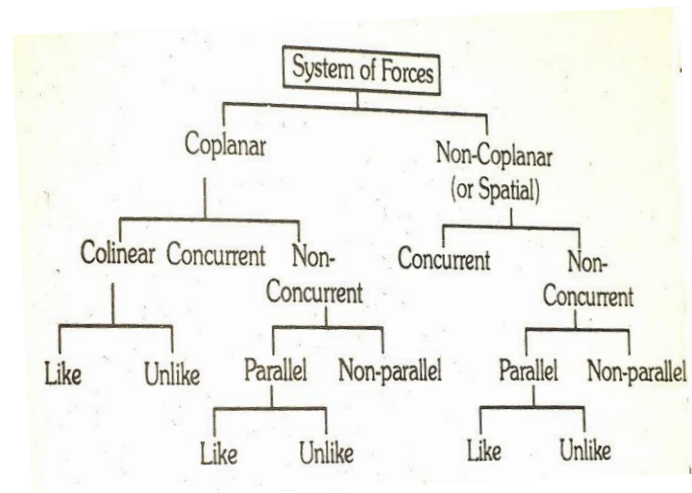 System of Forces
Coplanar
Non-Coplanar
(or Spatial)
Colinear Concurrent Non-
Concurrent
Concurrent
Non-
Concurrent
Like Unlike Parallel Non-parallel Parallel Non-parallel
Like Unlike Like Unlike